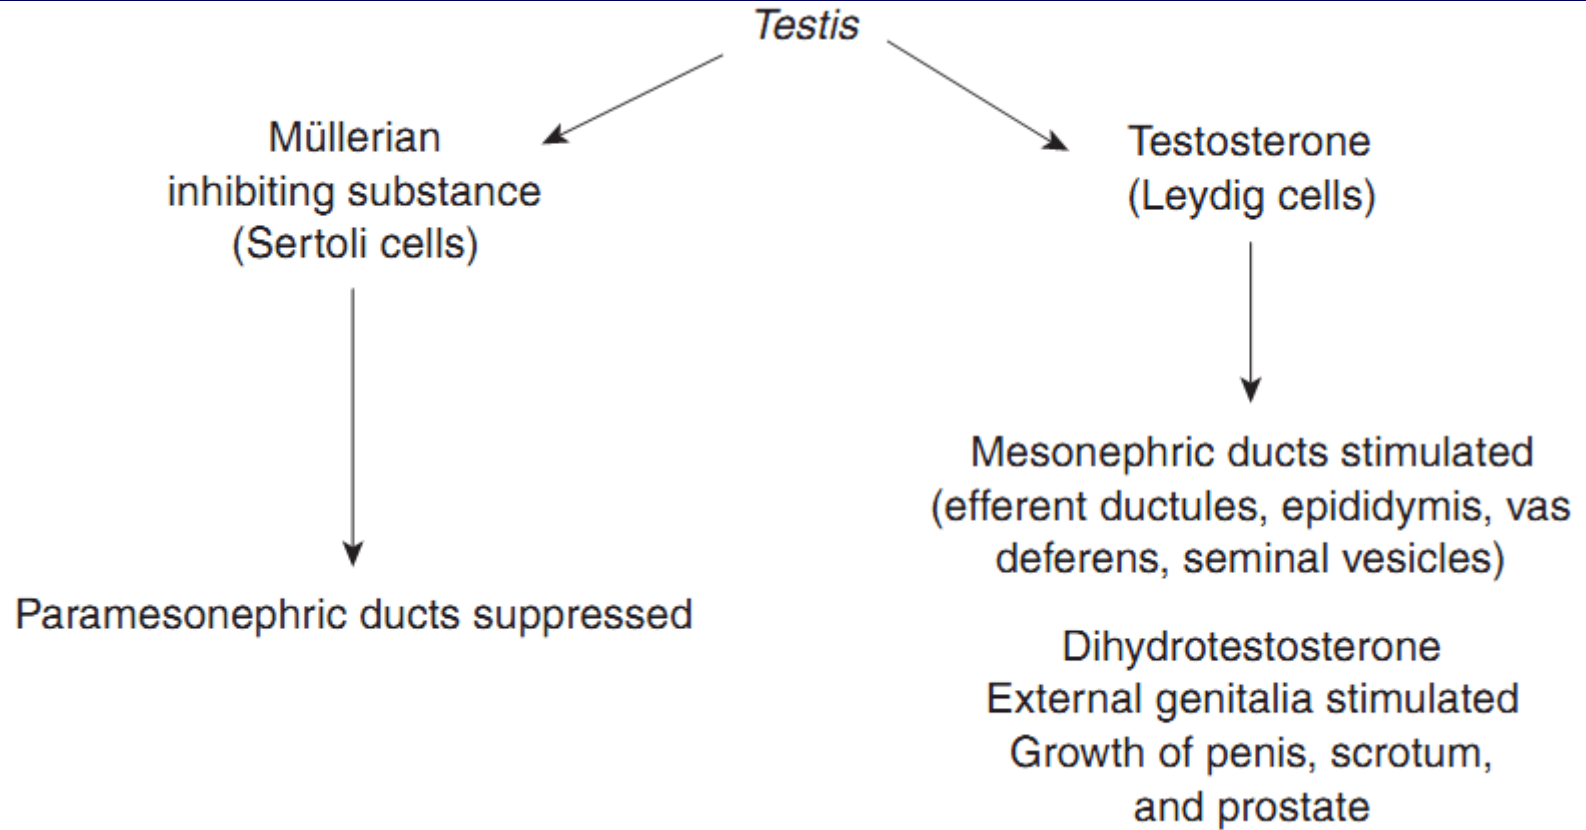 Testis
Müllerian
inhibiting substance
(Sertoli cells)
Testosterone
(Leydig cells)
Paramesonephric ducts suppressed
Mesonephric ducts stimulated
(efferent ductules, epididymis, vas
deferens, seminal vesicles)
Dihydrotestosterone
External genitalia stimulated
Growth of penis, scrotum,
and prostate